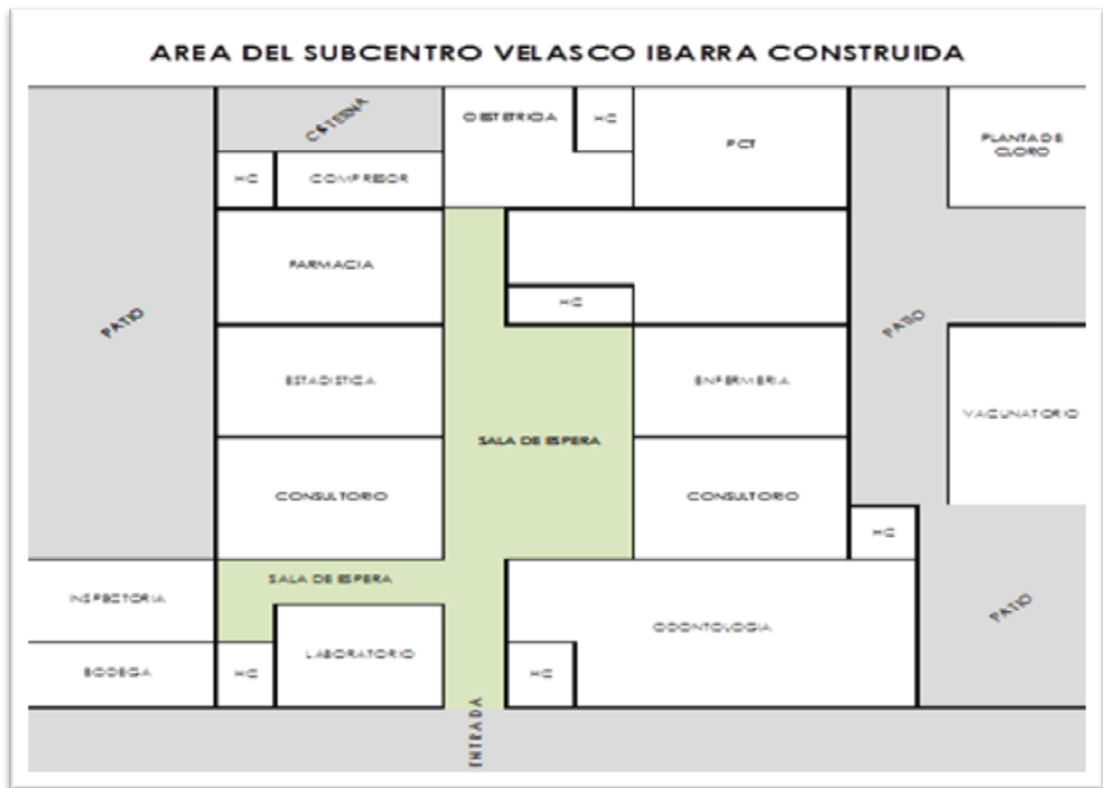 AREA DEL SUBCENTRO VELASCO IBARRA CONSTRUIDA
CISTERNA
OBSTETRICIA
HC
PCT
PLANTA DE
CLORO
HC
COMPRESOR
FARMACIA
HC
PATIO
PATIO
ESTADISTICA
ENFERMERIA
VACUNATORIO
SALA DE ESPERA
CONSULTORIO
CONSULTORIO
HC
SALA DE ESPERA
INSPECTORIA
PATIO
ODONTOLOGIA
LABORATORIO
BODEGA
HC
HC
ENTRADA